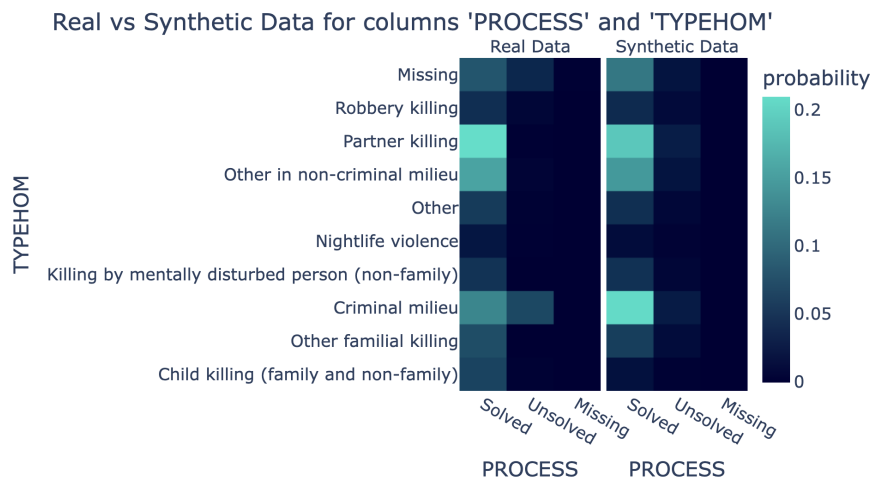 Real vs Synthetic Data for columns 'PROCESS' and 'TYPEHOM'
Real Data
Synthetic Data
TYPEHOM
Missing
Robbery killing
Partner killing
Other in non-criminal milieu
Other
Nightlife violence
Killing by mentally disturbed person (non-family)
Criminal milieu
Other familial killing
Child killing (family and non-family)
Solved
Unsolved
Missing
Solved
Unsolved
Missing
PROCESS
PROCESS
probability
0.2
0.15
0.1
0.05
0